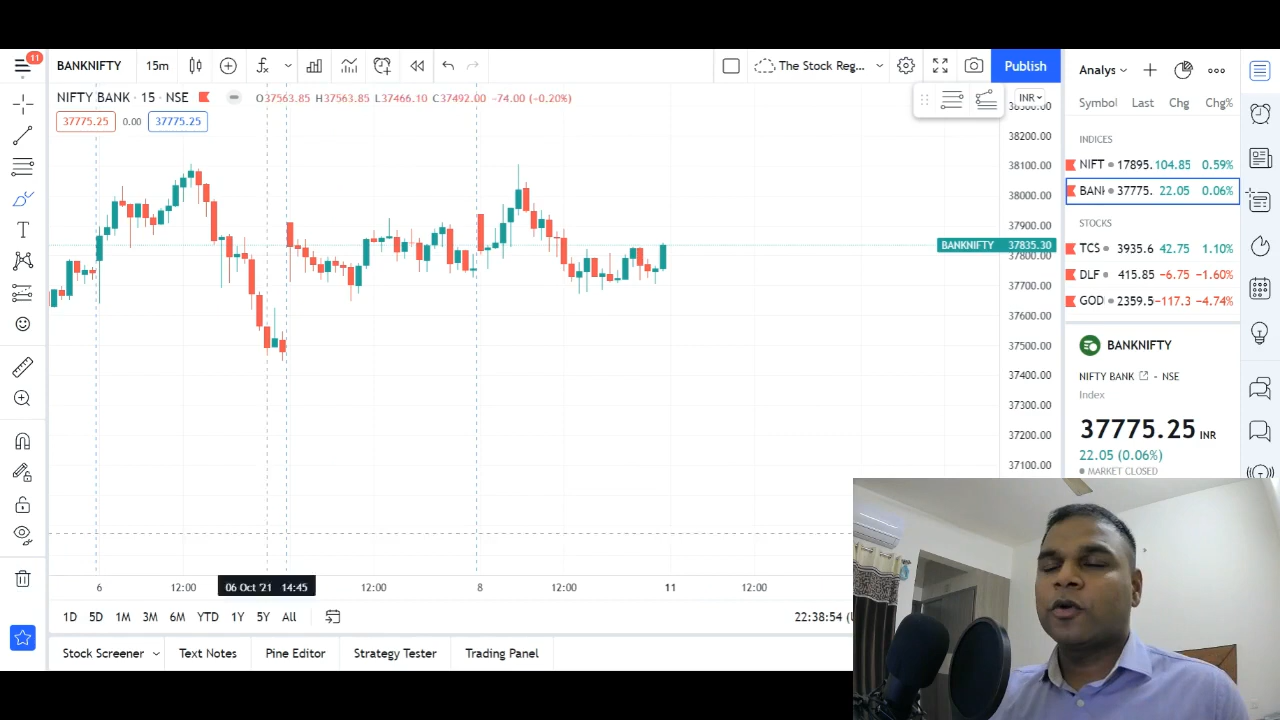 11
BANKNIFTY 15m
The Stock Reg...
Publish
Analys
NIFTY BANK · 15 · NSE O37563.85 H37563.85 L37466.10 C37492.00 -74.00 (-0.20%)
37775.25 0.00 37775.25
INR
Symbol Last Chg Chg%
38200.00
38100.00
38000.00
37900.00
BANKNIFTY 37835.30
37800.00
37700.00
37600.00
37500.00
37400.00
37300.00
37200.00
37100.00
INDICES
NIFT 17895. 104.85 0.59%
BANK 37775. 22.05 0.06%
STOCKS
TCS 3935.6 42.75 1.10%
DLF 415.85 -6.75 -1.60%
GOD 2359.5 -117.3 -4.74%
BANKNIFTY
NIFTY BANK - NSE
Index
37775.25 INR
22.05 (0.06%)
MARKET CLOSED
6 12:00 06 Oct '21 14:45 12:00 8 12:00 11 12:00
1D 5D 1M 3M 6M YTD 1Y 5Y All
22:38:54 (U
Stock Screener Text Notes Pine Editor Strategy Tester Trading Panel